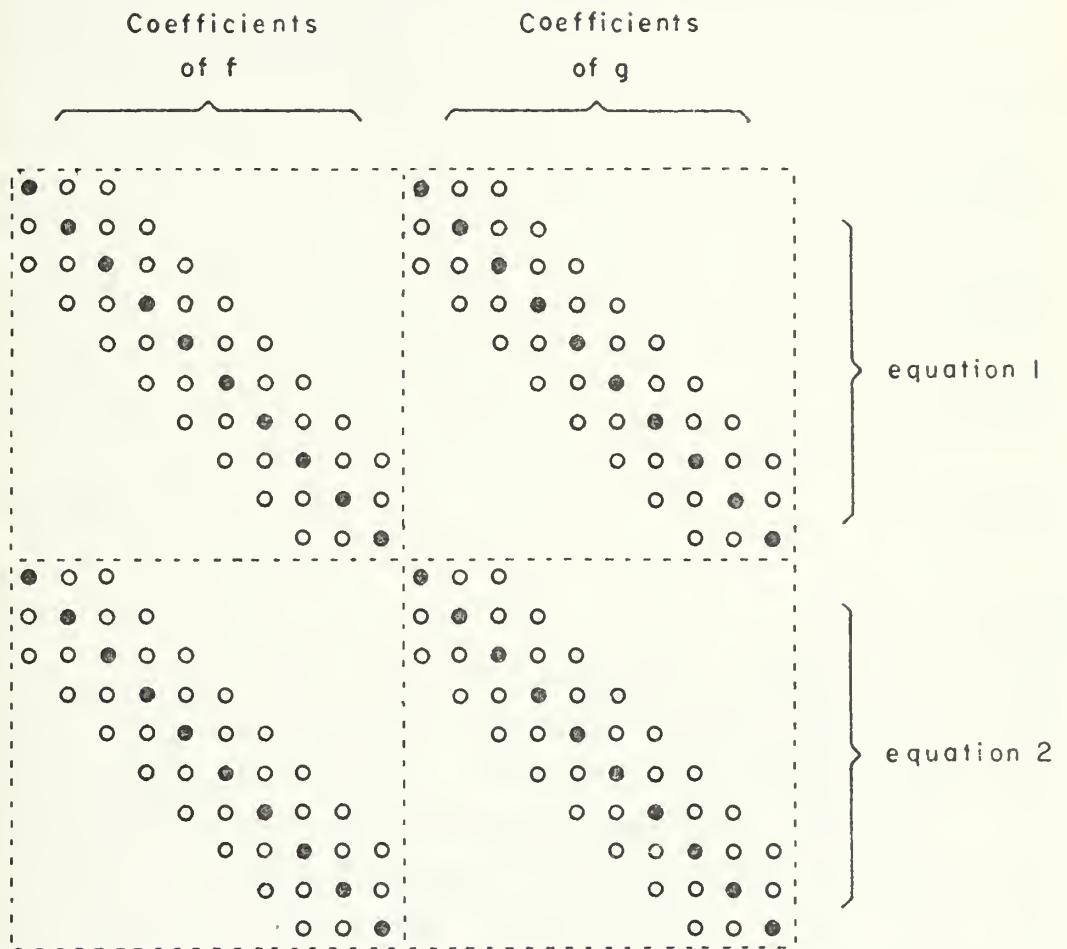 Coefficients
of f
Coefficients
of g
equation 1
equation 2